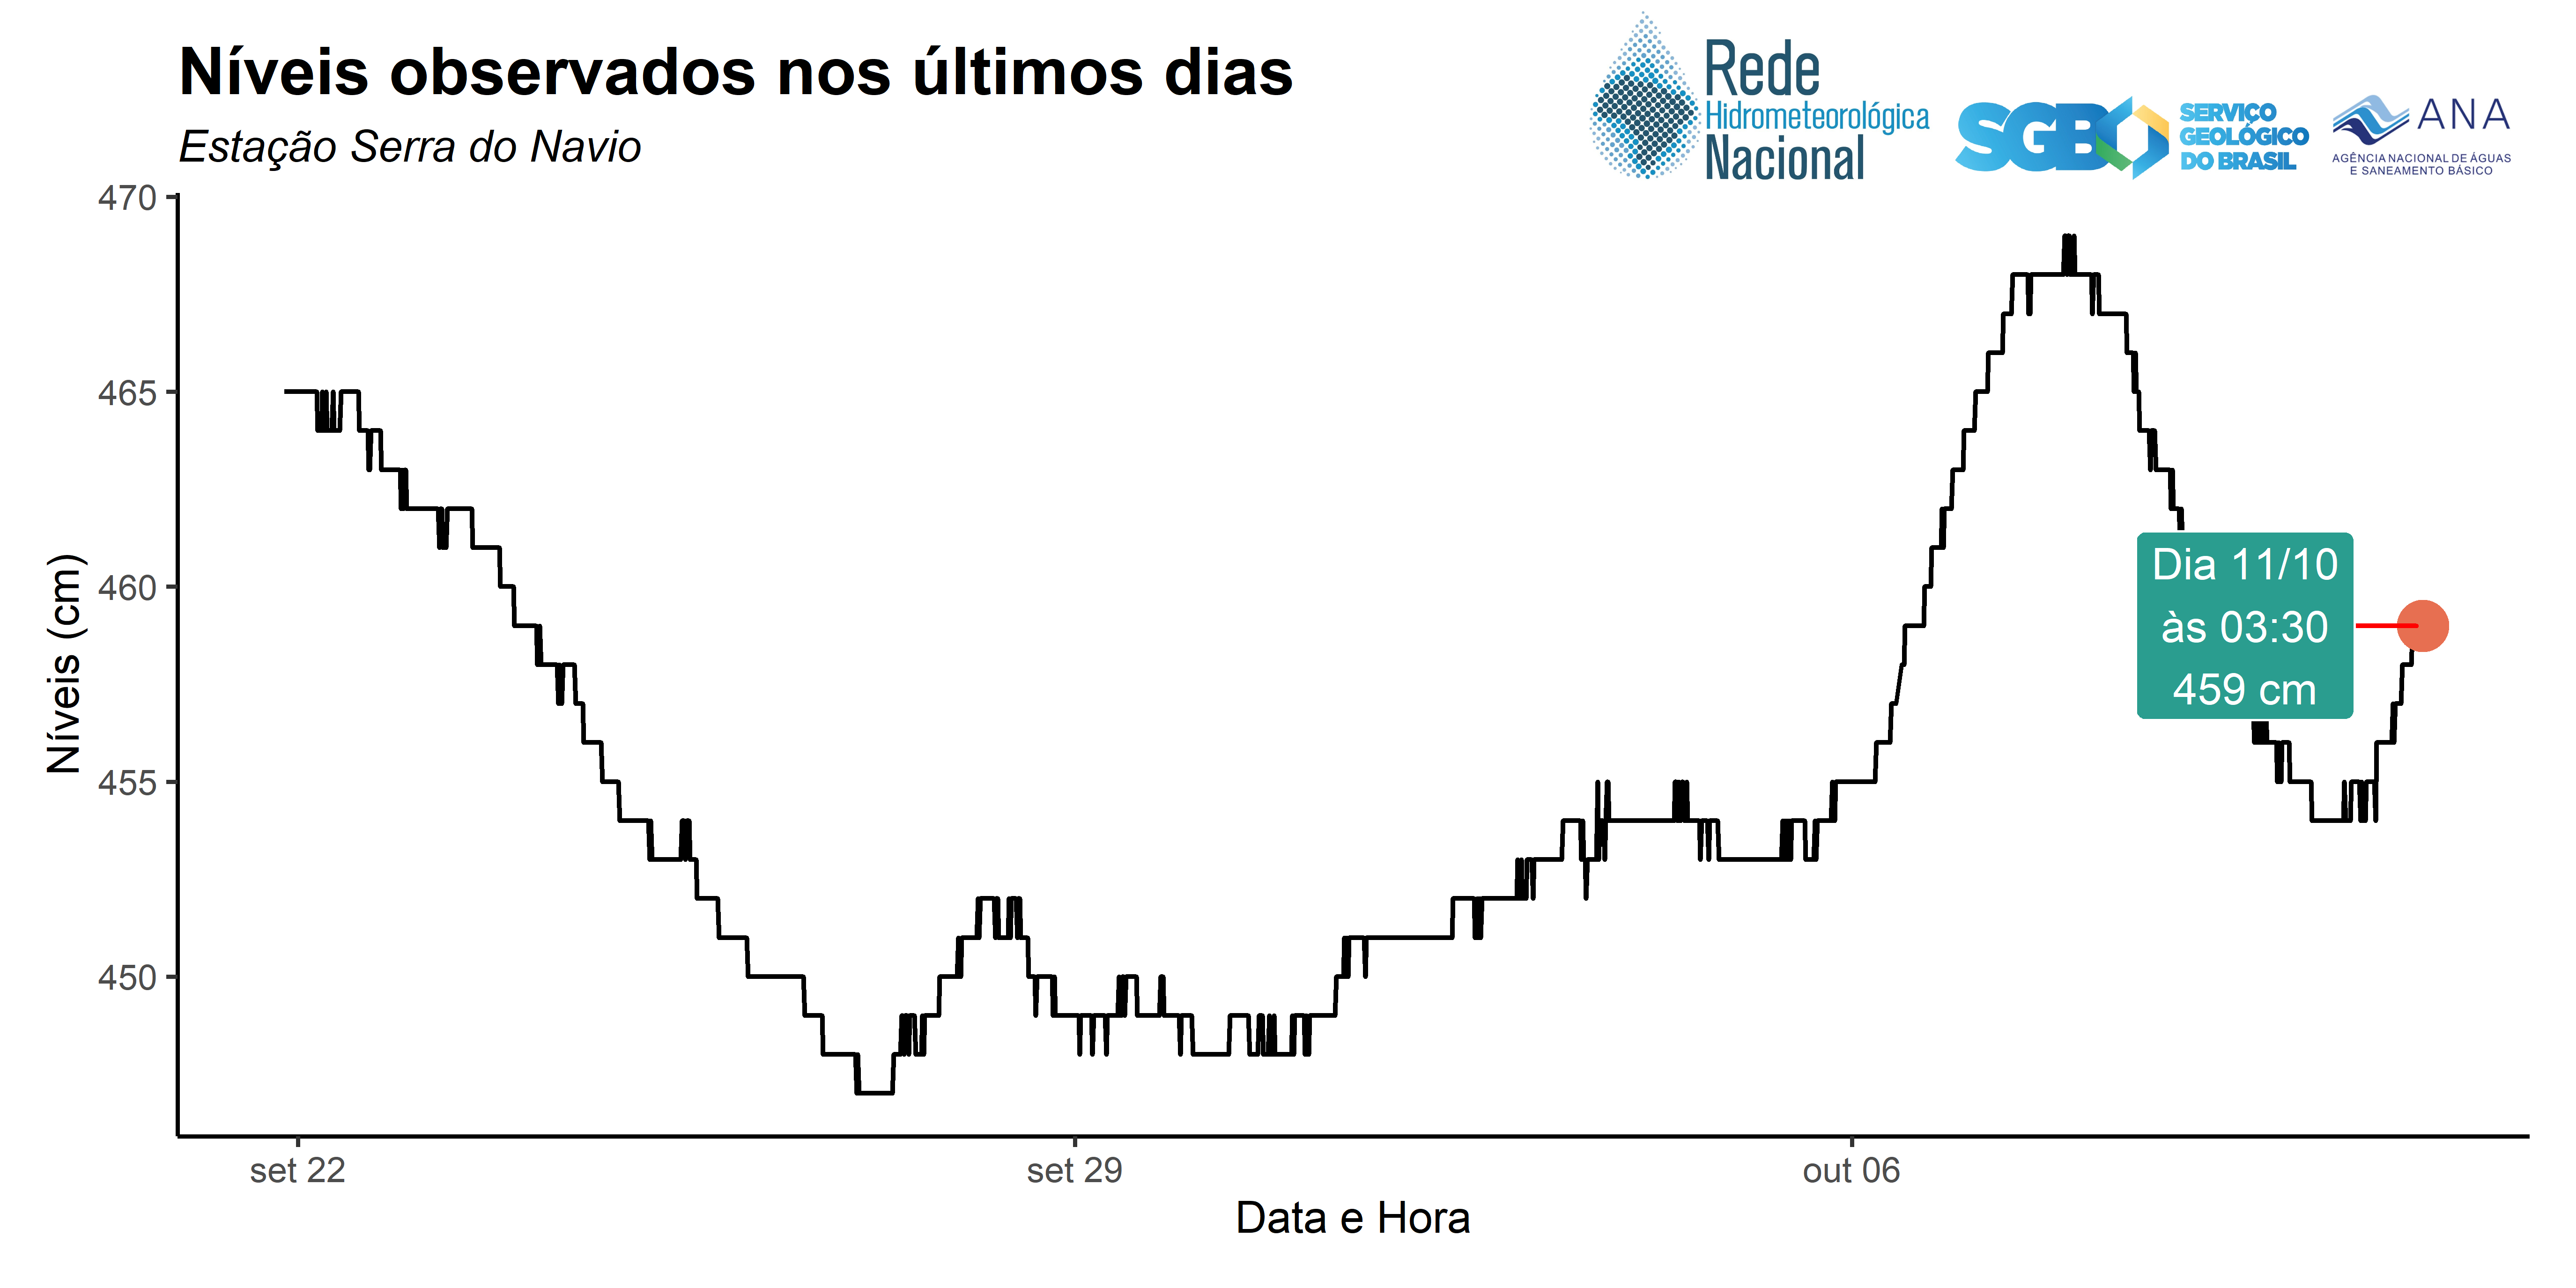 Níveis observados nos últimos dias
Estação Serra do Navio
Rede
Hidrometeorológica
Nacional
SGB
SERVIÇO
GEOLÓGICO
DO BRASIL
ANA
AGÊNCIA NACIONAL DE ÁGUAS
E SANEAMENTO BÁSICO
Níveis (cm)
470
465
460
455
450
Dia 11/10
às 03:30
459 cm
set 22
set 29
out 06
Data e Hora